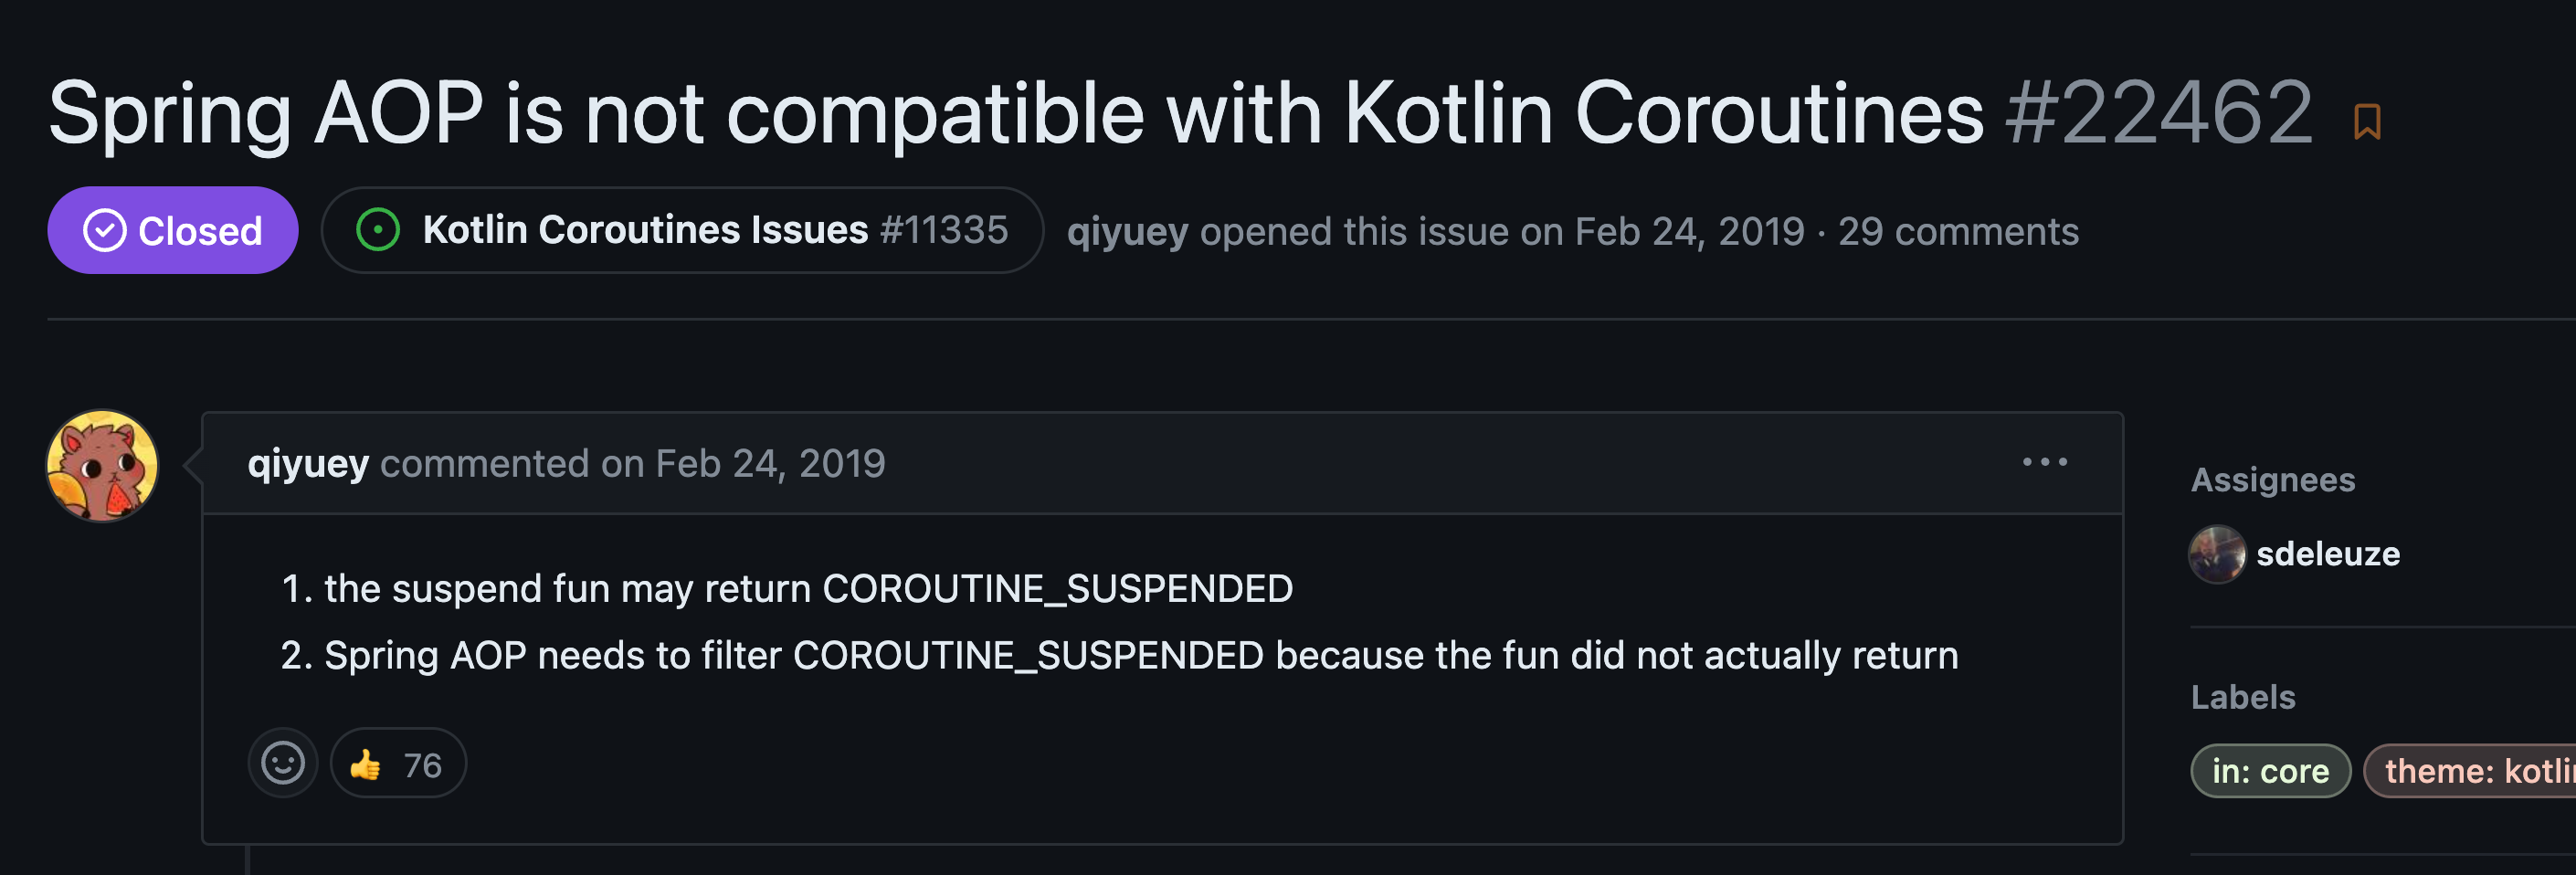 Spring AOP is not compatible with Kotlin Coroutines #22462
Closed
Kotlin Coroutines Issues #11335
qiyuey opened this issue on Feb 24, 2019 · 29 comments
qiyuey commented on Feb 24, 2019
1. the suspend fun may return COROUTINE_SUSPENDED
2. Spring AOP needs to filter COROUTINE_SUSPENDED because the fun did not actually return
👍 76
Assignees
sdeleuze
Labels
in: core
theme: kotlin